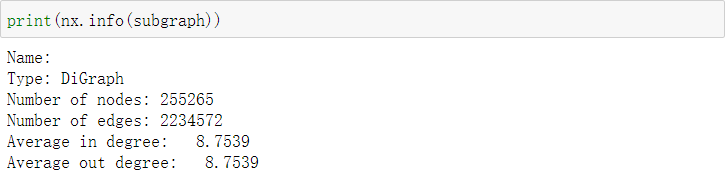 print(nx.info(subgraph))
Name:
Type: DiGraph
Number of nodes: 255265
Number of edges: 2234572
Average in degree:   8.7539
Average out degree:   8.7539